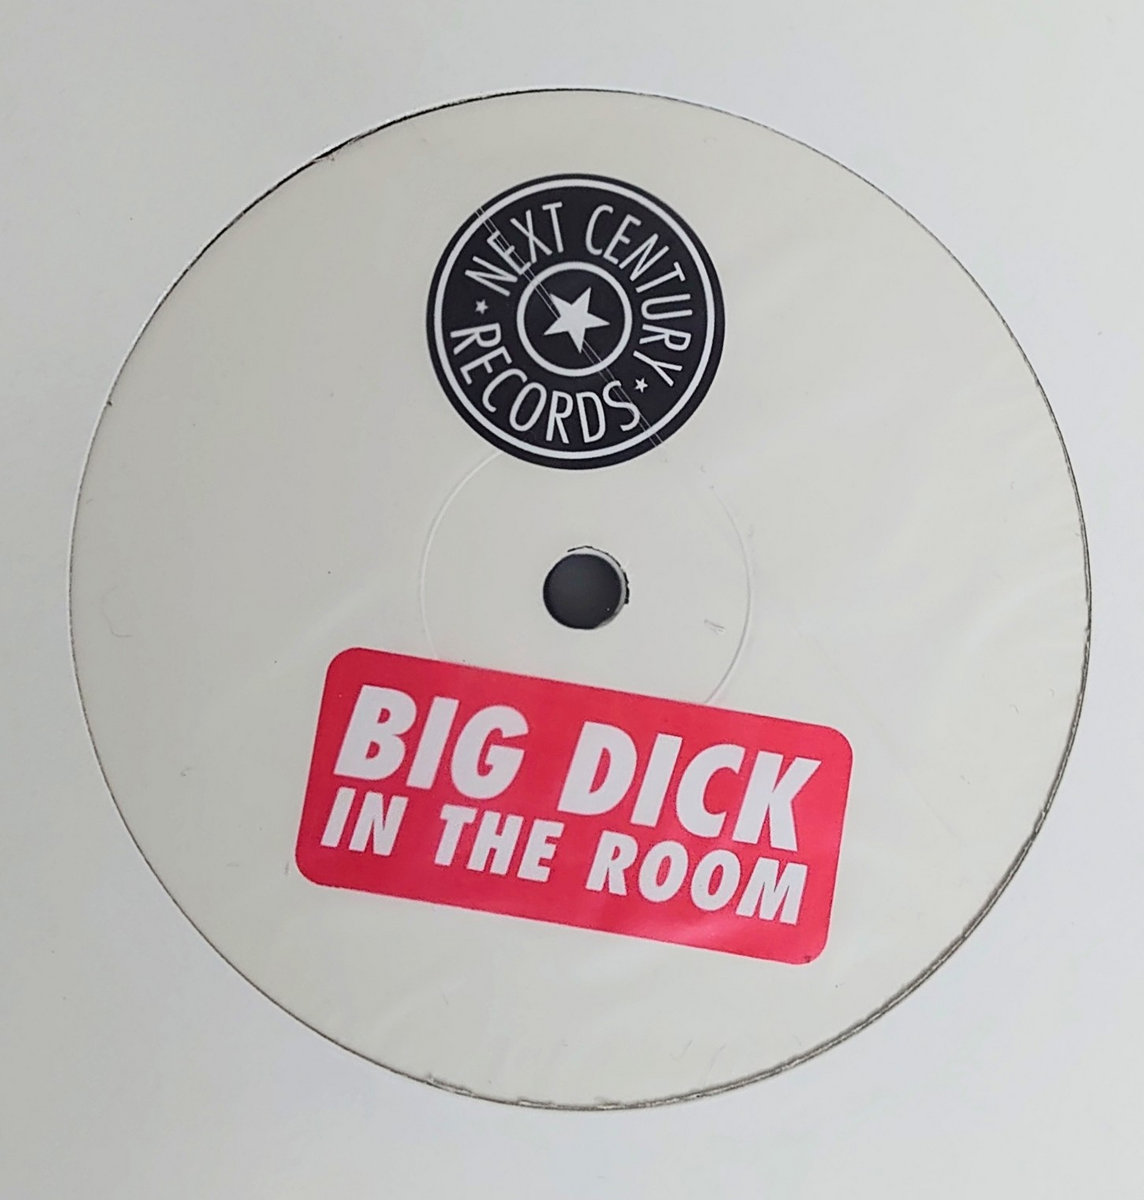 NEXT CENTURY
RECORDS
BIG DICK
IN THE ROOM